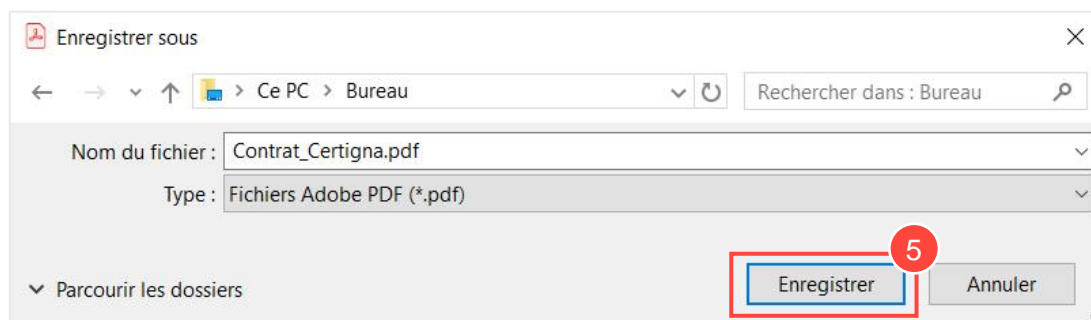 Enregistrer sous
Ce PC > Bureau
Rechercher dans : Bureau
Nom du fichier : Contrat_Certigna.pdf
Type : Fichiers Adobe PDF (*.pdf)
5
Parcourir les dossiers
Enregistrer
Annuler